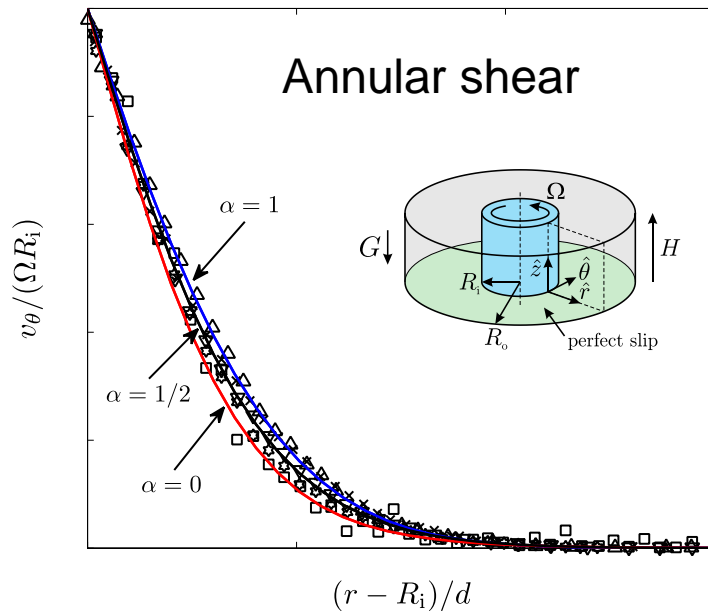 Annular shear
Ω
α = 1
G
H
ẑ
θ̂
r̂
R_i
R_o
perfect slip
α = 1/2
α = 0
v_θ/(ΩR_i)
(r − R_i)/d